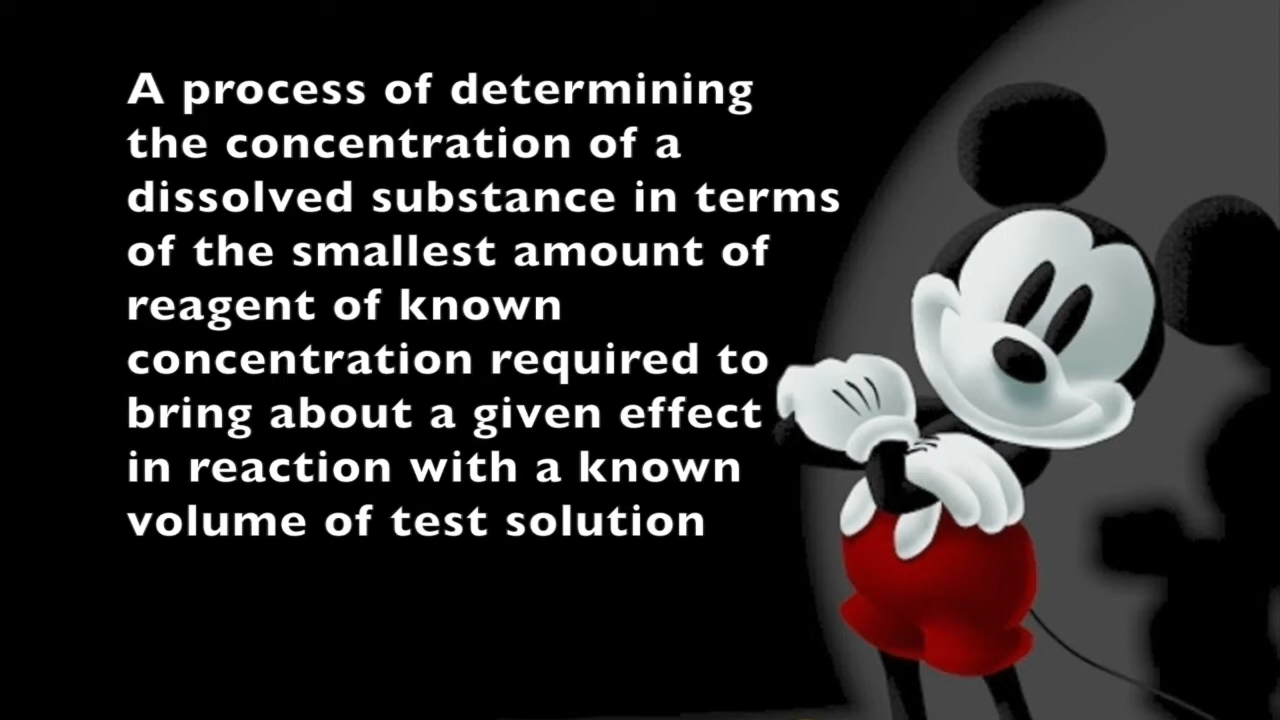 A process of determining
the concentration of a
dissolved substance in terms
of the smallest amount of
reagent of known
concentration required to
bring about a given effect
in reaction with a known
volume of test solution